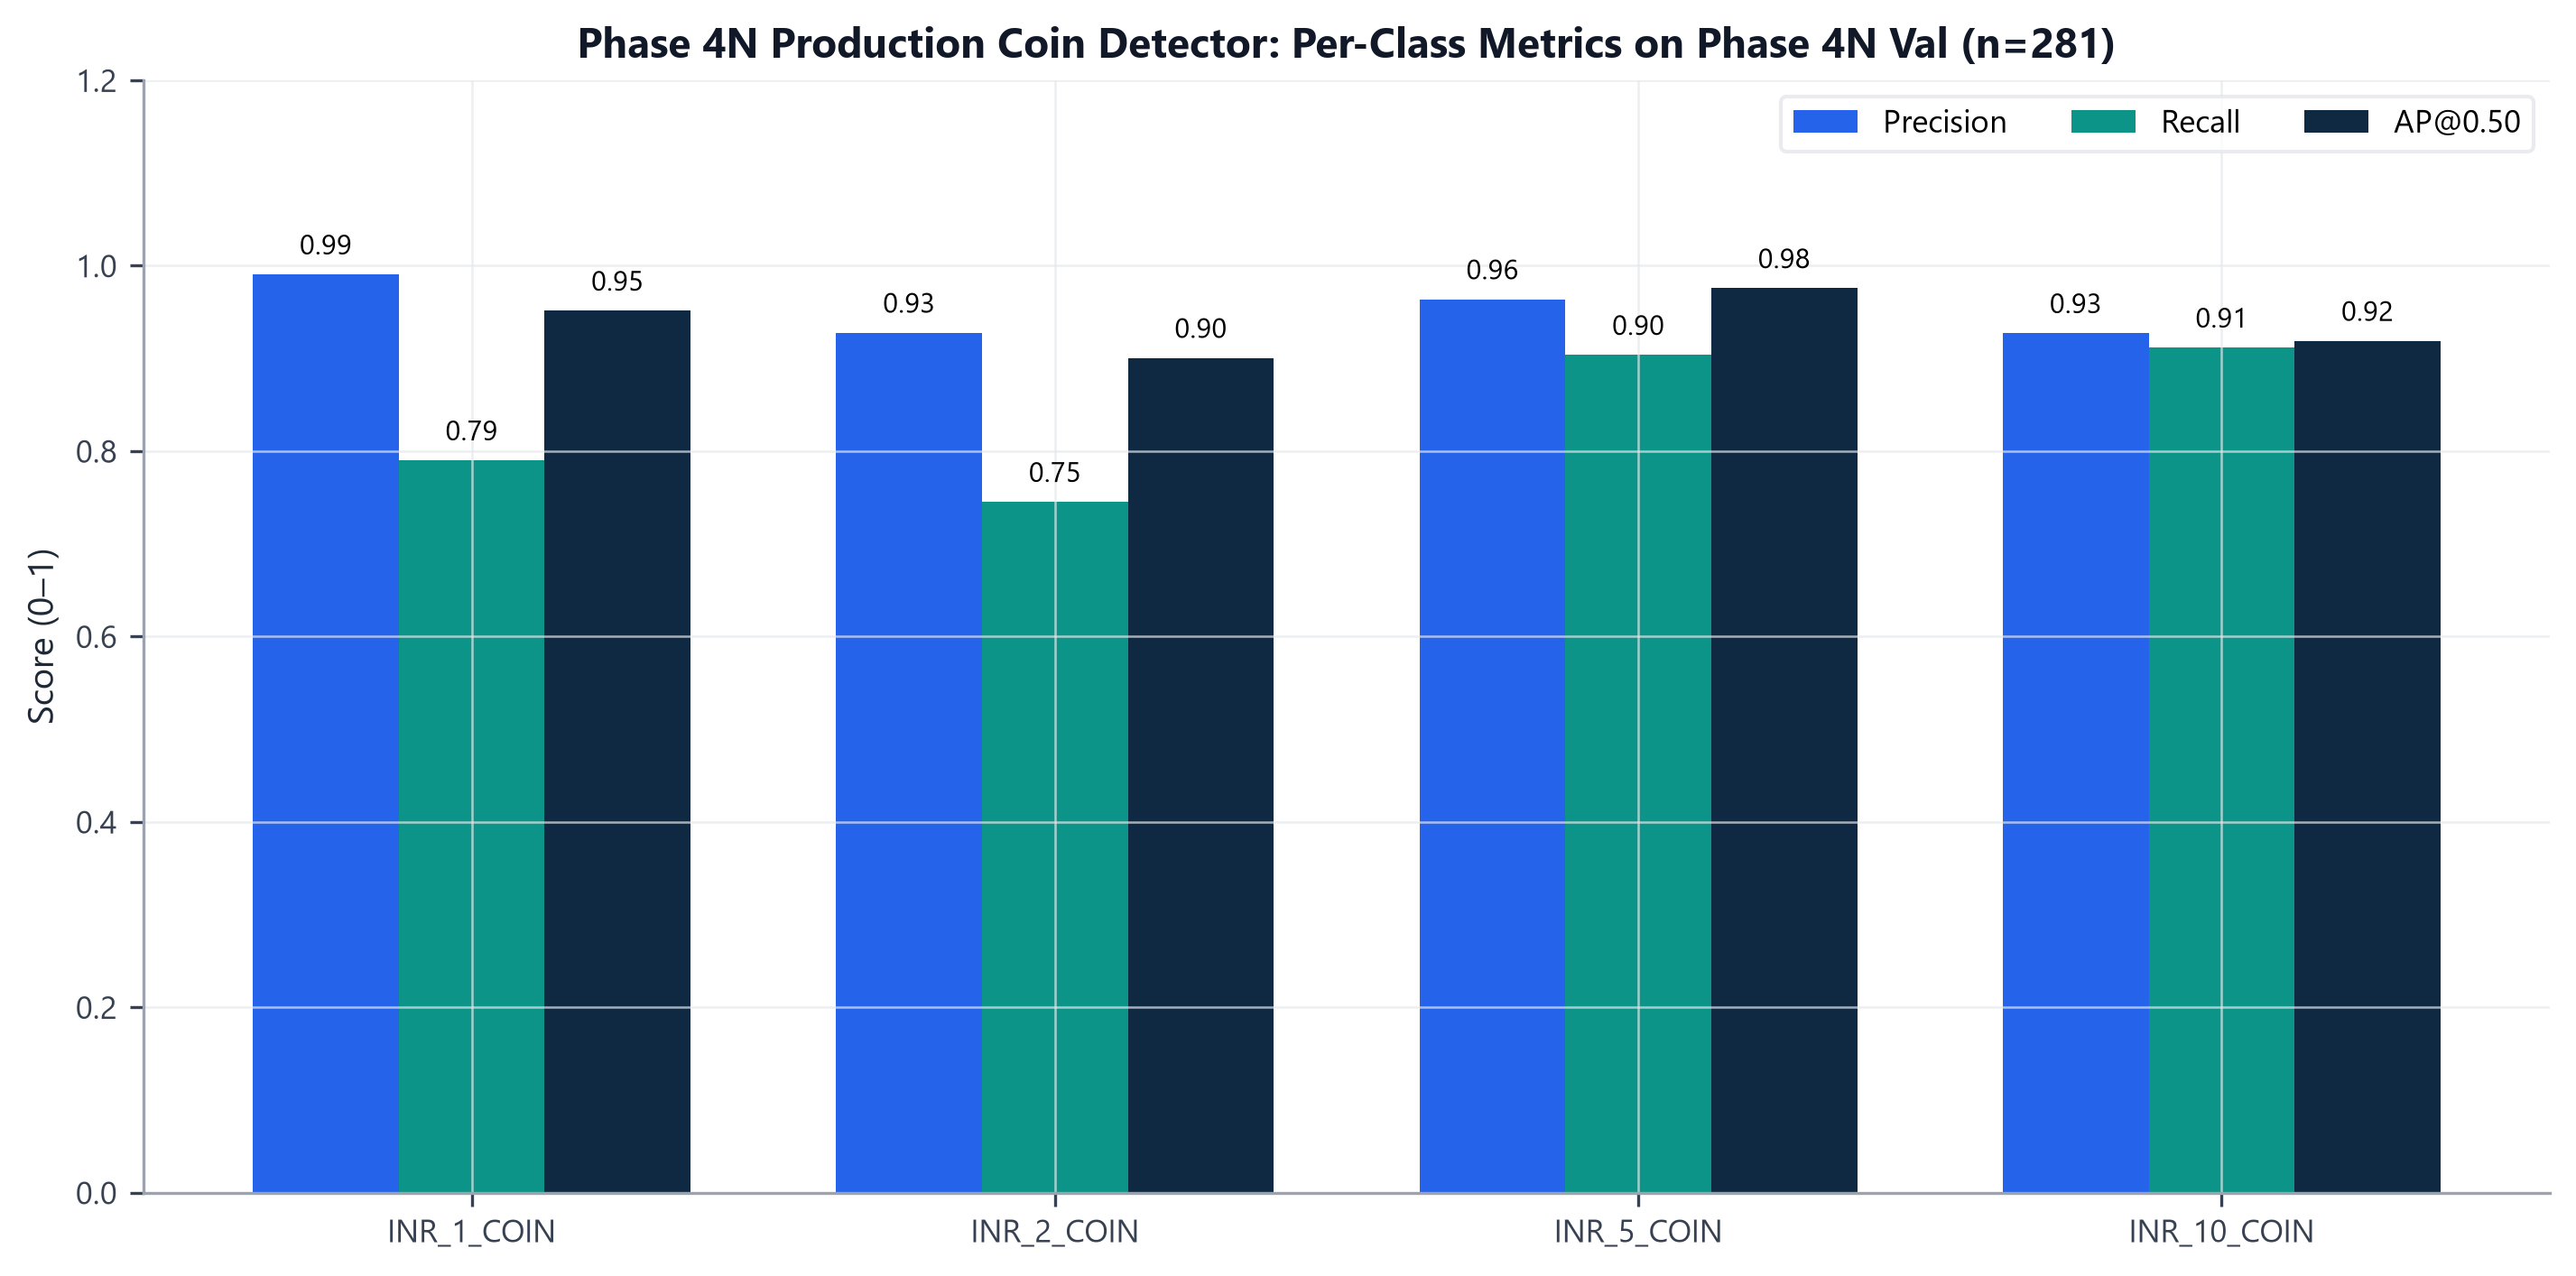 Phase 4N Production Coin Detector: Per-Class Metrics on Phase 4N Val (n=281)
Precision Recall AP@0.50
Score (0–1)
1.2
1.0
0.8
0.6
0.4
0.2
0.0
0.99 0.79 0.95
0.93 0.75 0.90
0.96 0.90 0.98
0.93 0.91 0.92
INR_1_COIN INR_2_COIN INR_5_COIN INR_10_COIN